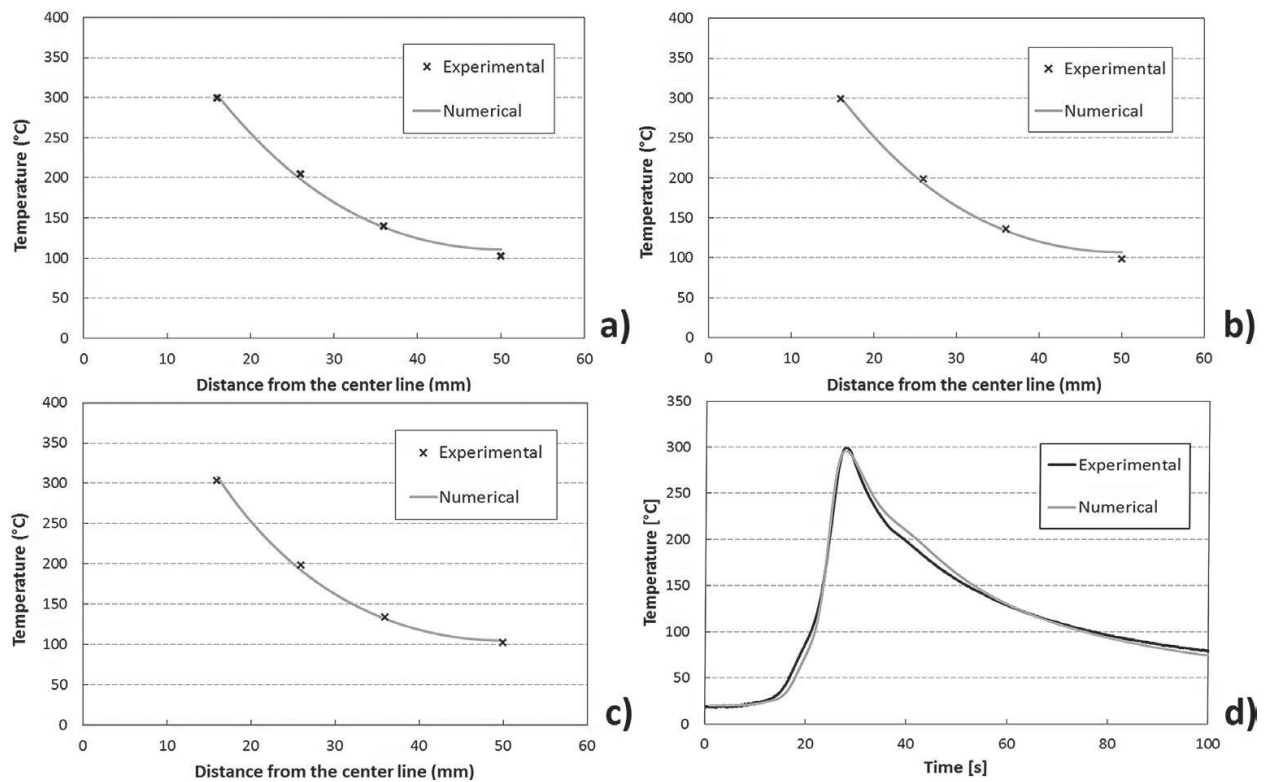 400
350
300
250
200
150
100
50
0
Temperature (°C)
Experimental
Numerical
0 10 20 30 40 50 60
Distance from the center line (mm)
a)
400
350
300
250
200
150
100
50
0
Temperature (°C)
Experimental
Numerical
0 10 20 30 40 50 60
Distance from the center line (mm)
b)
400
350
300
250
200
150
100
50
0
Temperature (°C)
Experimental
Numerical
0 10 20 30 40 50 60
Distance from the center line (mm)
c)
350
300
250
200
150
100
50
0
Temperature [°C]
Experimental
Numerical
0 20 40 60 80 100
Time [s]
d)